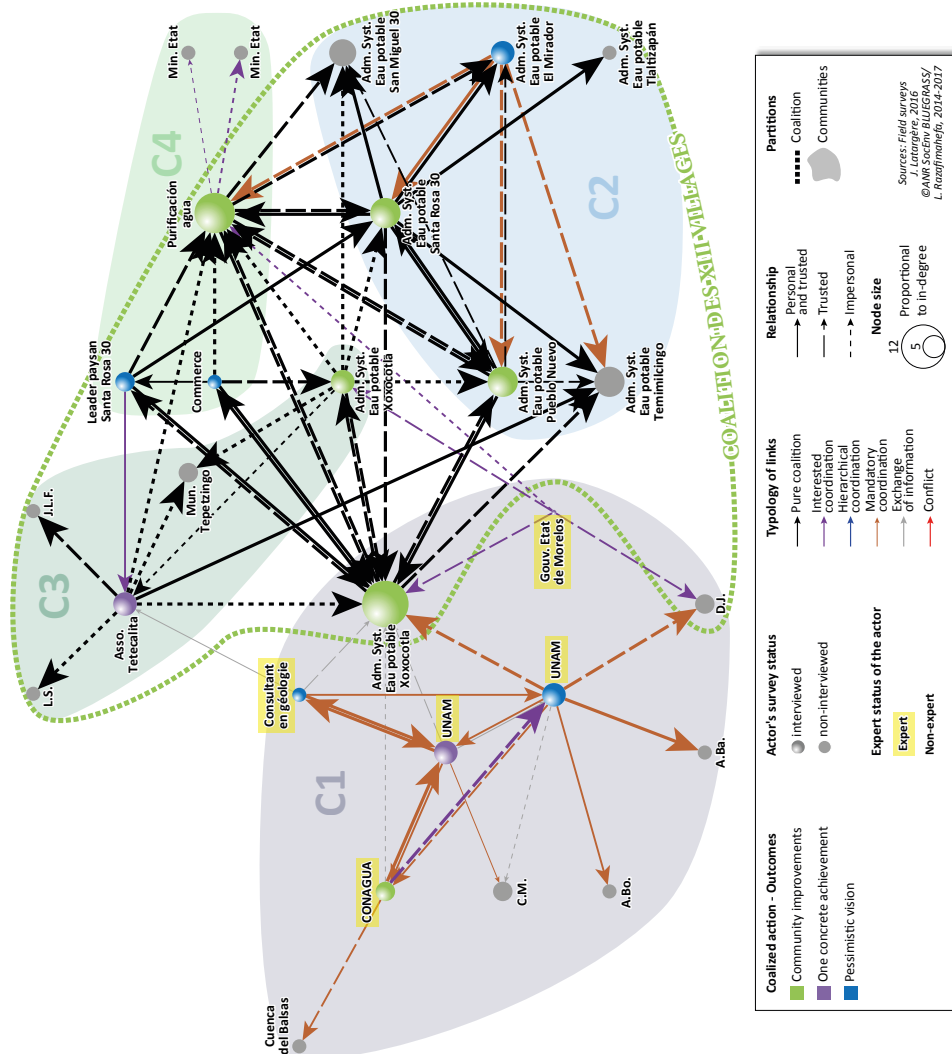 Min. Etat
Min. Etat
C4
Purificación
agua
Adm. Syst.
Eau potable
San Miguel 30
Adm. Syst.
Eau potable
El Mirador
Adm. Syst.
Eau potable
Tlaltizapán
Adm. Syst.
Eau potable
Santa Rosa 30
C2
COALITION DES XIII VILLAGES
Leader paysan
Santa Rosa 30
Commerce
Adm. Syst.
Eau potable
Xoxocotla
Adm. Syst.
Eau potable
Pueblo Nuevo
Adm. Syst.
Eau potable
Temimilcingo
J.L.F.
Mun.
Tepetzingo
C3
L.S.
Asso.
Tetecalita
Adm. Syst.
Eau potable
Xoxocotla
Gouv. Etat
de Morelos
D.J.
Consultant
en géologie
UNAM
UNAM
C1
CONAGUA
C.M.
A.Bo.
A.Ba.
Cuenca
del Balsas
Coalized action - Outcomes
Community improvements
One concrete achievement
Pessimistic vision
Actor's survey status
interviewed
non-interviewed
Expert status of the actor
Expert
Non-expert
Typology of links
Pure coalition
Interested
coordination
Hierarchical
coordination
Mandatory
coordination
Exchange
of information
Conflict
Relationship
Personal
and trusted
Trusted
Impersonal
Node size
12
5
Proportional
to in-degree
Partitions
Coalition
Communities
Sources: Field surveys
J. Latargère, 2016
©ANR SocEnv BLUEGRASS/
L. Razafimahefa, 2014-2017